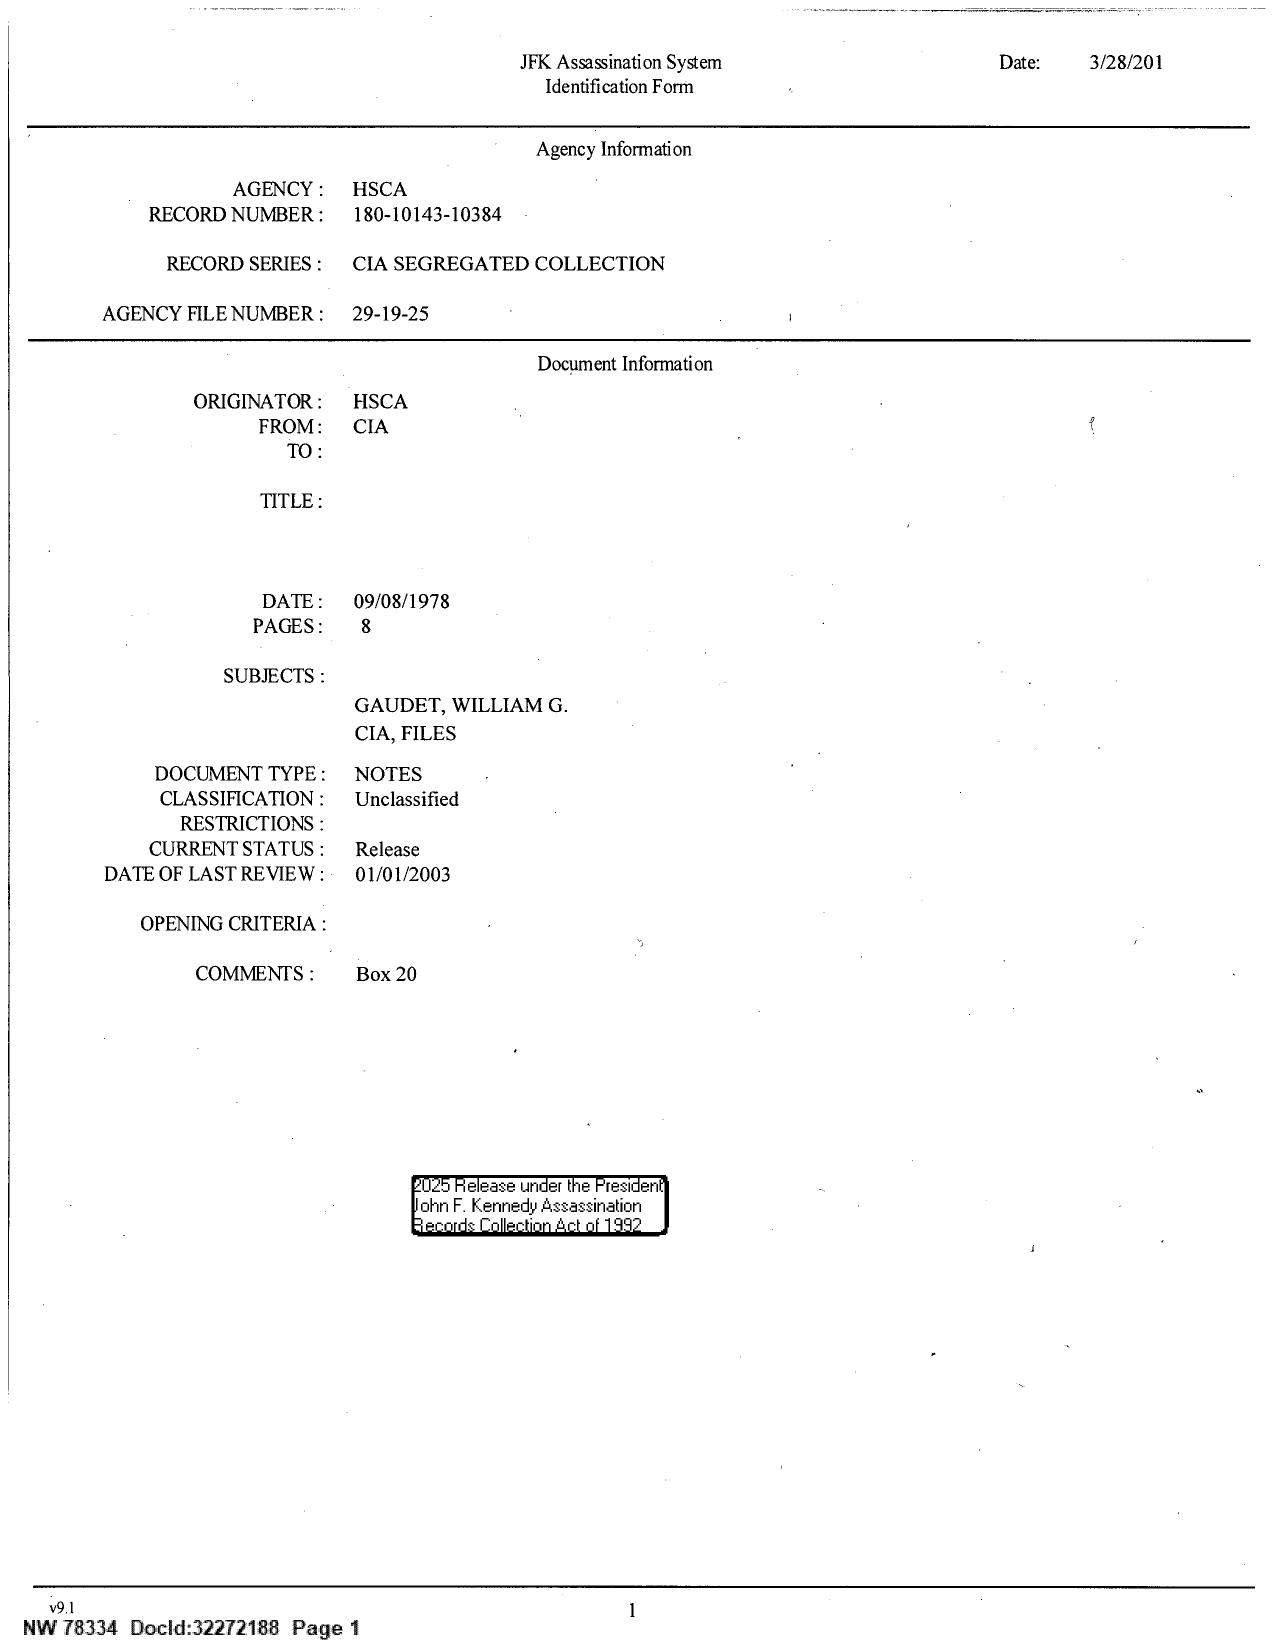 JFK Assassination System
Date: 3/28/201
Identification Form
Agency Information
AGENCY : HSCA
RECORD NUMBER : 180-10143-10384
RECORD SERIES : CIA SEGREGATED COLLECTION
AGENCY FILE NUMBER : 29-19-25
Document Information
ORIGINATOR : HSCA
FROM : CIA
TO :
TITLE :
DATE : 09/08/1978
PAGES : 8
SUBJECTS :
GAUDET, WILLIAM G.
CIA, FILES
DOCUMENT TYPE : NOTES
CLASSIFICATION : Unclassified
RESTRICTIONS :
CURRENT STATUS : Release
DATE OF LAST REVIEW : 01/01/2003
OPENING CRITERIA :
COMMENTS : Box 20
2025 Release under the President
John F. Kennedy Assassination
Records Collection Act of 1992
v9.1
1
NW 78334 DocId:32272188 Page 1